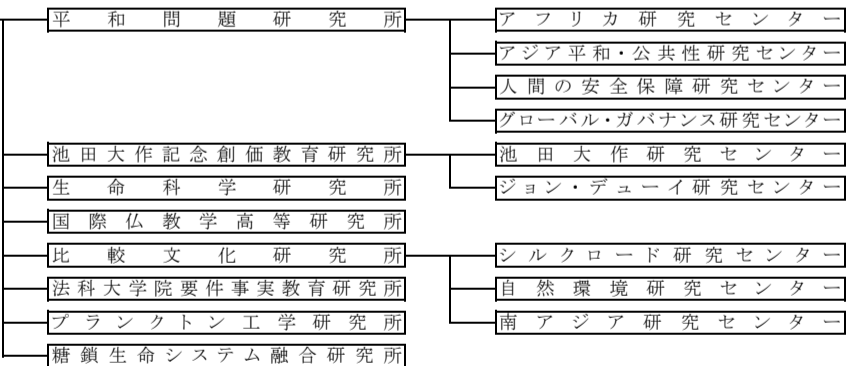 平和問題研究所 アフリカ研究センター
アジア平和・公共性研究センター
人間の安全保障研究センター
グローバル・ガバナンス研究センター
池田大作記念創価教育研究所 池田大作研究センター
生命科学研究所 ジョン・デューイ研究センター
国際仏教学高等研究所
比較文化研究所 シルクロード研究センター
法科大学院要件事実教育研究所 自然環境研究センター
プランクトン工学研究所 南アジア研究センター
糖鎖生命システム融合研究所